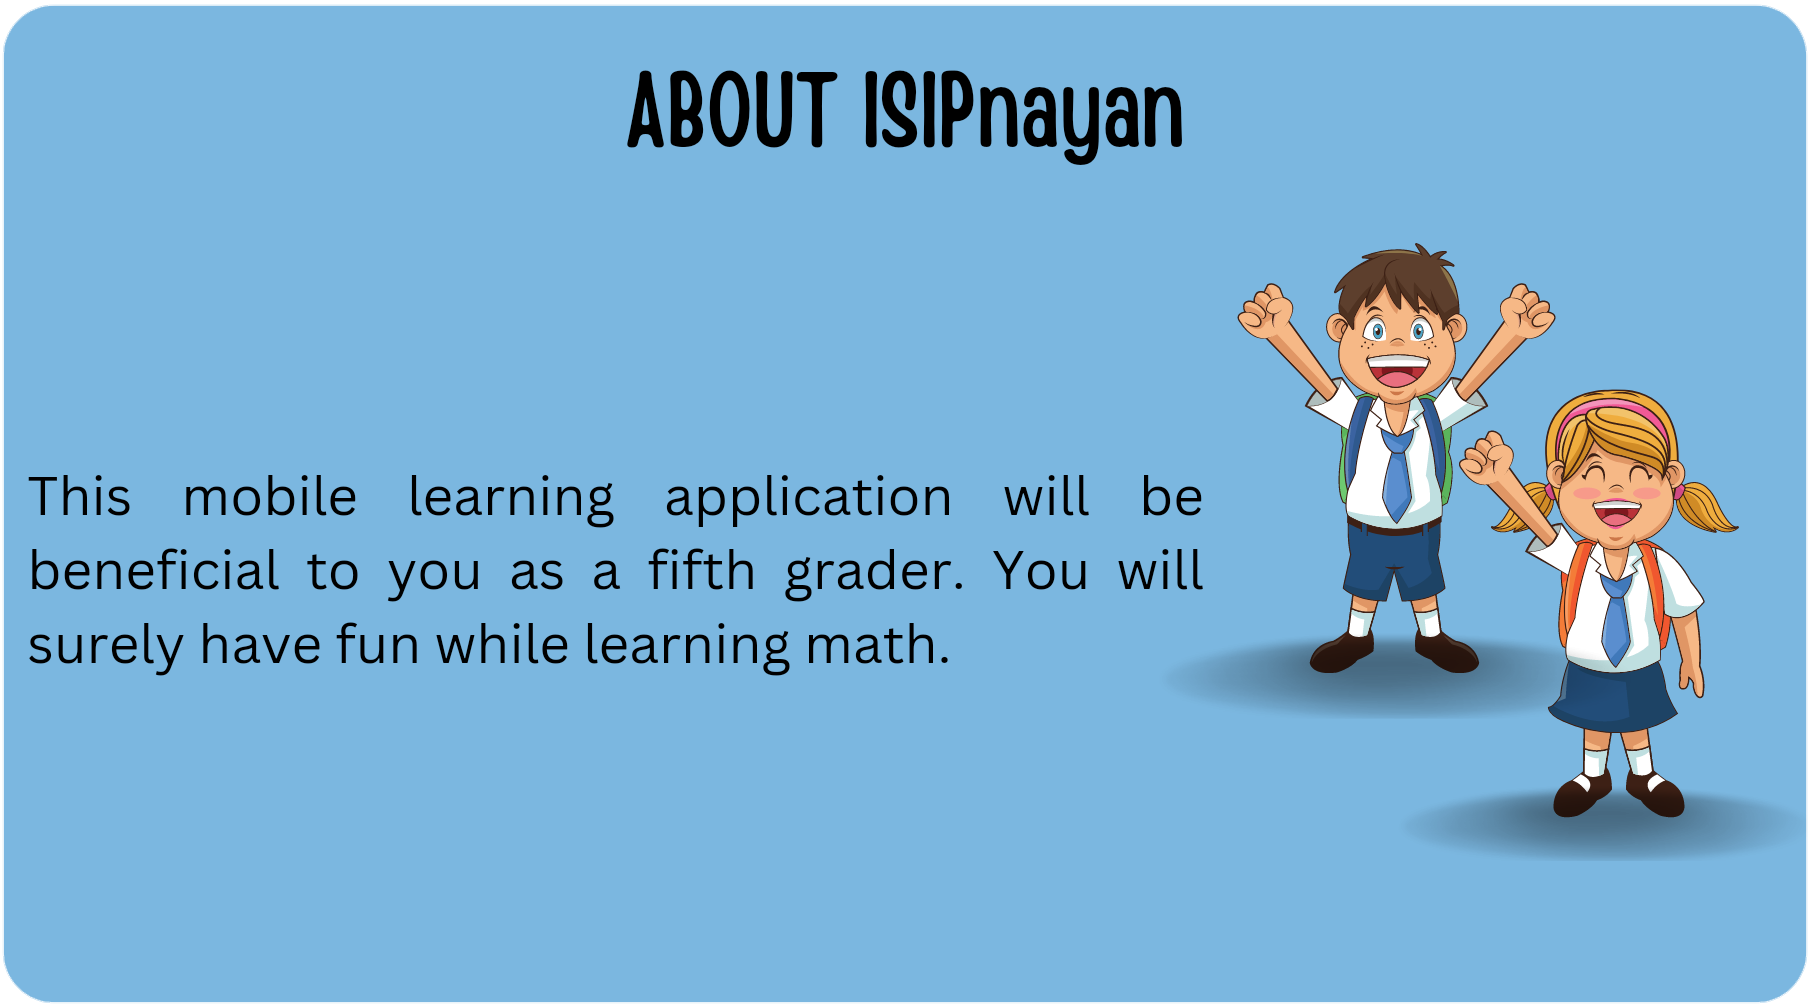 ABOUT ISIPnayan
This mobile learning application will be
beneficial to you as a fifth grader. You will
surely have fun while learning math.